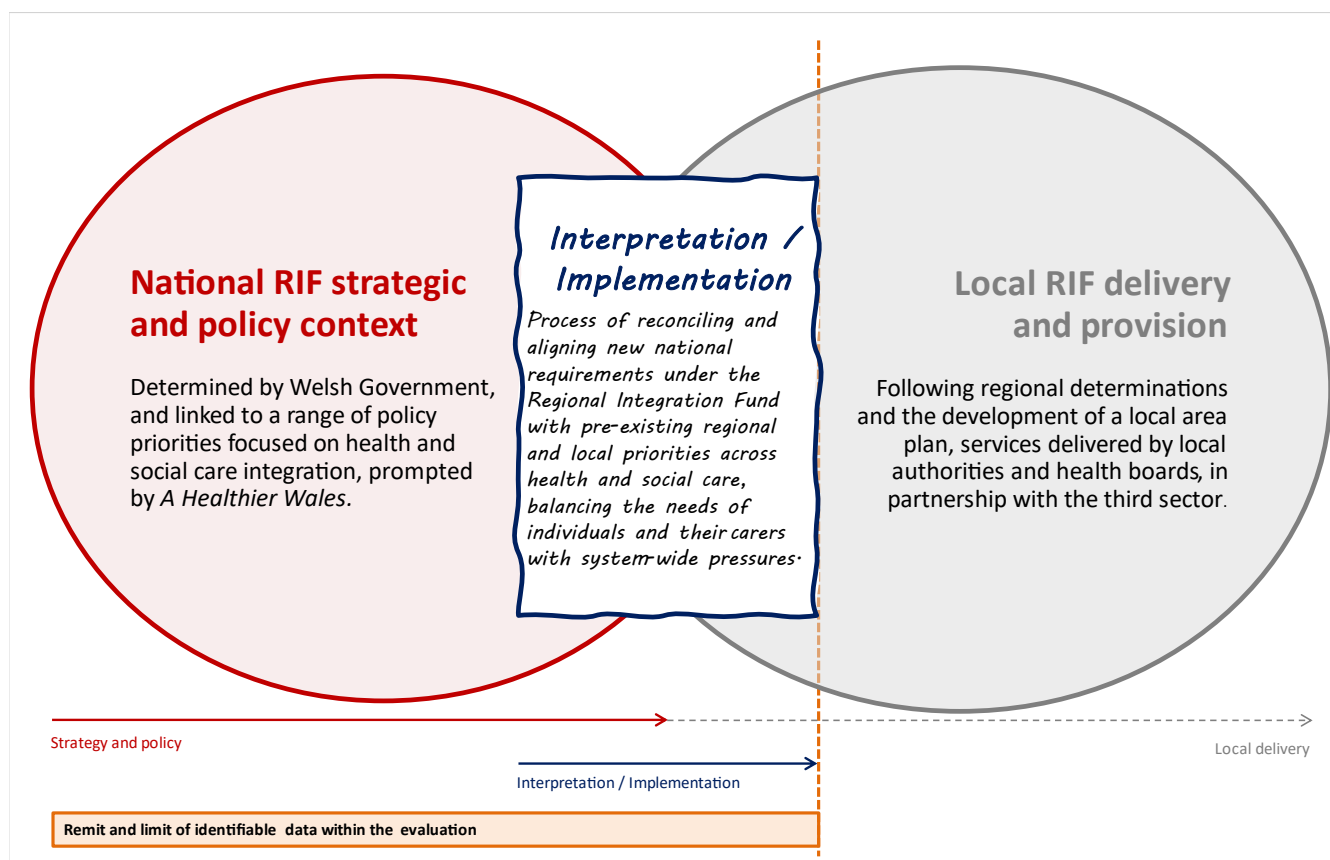 National RIF strategic
and policy context
Determined by Welsh Government,
and linked to a range of policy
priorities focused on health and
social care integration, prompted
by A Healthier Wales.
Interpretation /
Implementation
Process of reconciling and
aligning new national
requirements under the
Regional Integration Fund
with pre-existing regional
and local priorities across
health and social care,
balancing the needs of
individuals and their carers
with system-wide pressures.
Local RIF delivery
and provision
Following regional determinations
and the development of a local area
plan, services delivered by local
authorities and health boards, in
partnership with the third sector.
Strategy and policy
Local delivery
Interpretation / Implementation
Remit and limit of identifiable data within the evaluation